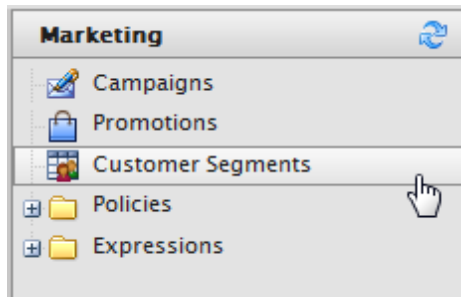 Marketing
Campaigns
Promotions
Customer Segments
Policies
Expressions